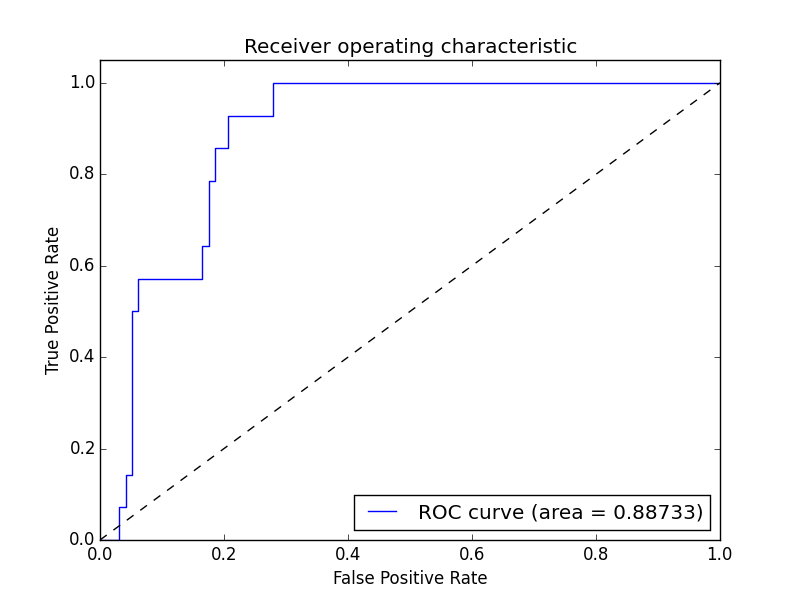 Receiver operating characteristic
1.0
0.8
0.6
0.4
0.2
0.0
True Positive Rate
ROC curve (area = 0.88733)
0.0 0.2 0.4 0.6 0.8 1.0
False Positive Rate